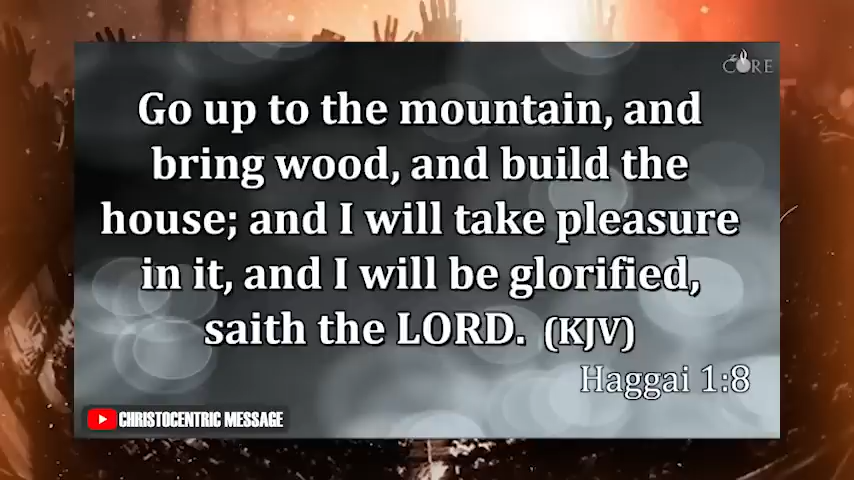 CORE
Go up to the mountain, and
bring wood, and build the
house; and I will take pleasure
in it, and I will be glorified,
saith the LORD. (KJV)
Haggai 1:8
CHRISTOCENTRIC MESSAGE